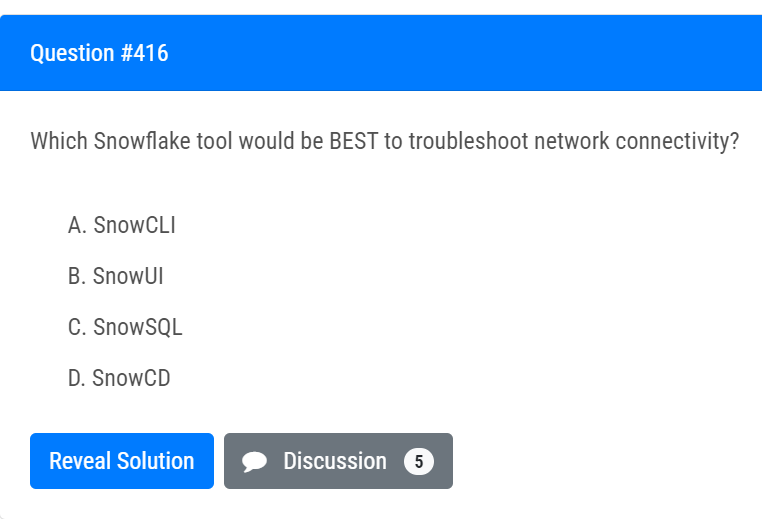 Question #416
Which Snowflake tool would be BEST to troubleshoot network connectivity?
A. SnowCLI
B. SnowUI
C. SnowSQL
D. SnowCD
Reveal Solution
Discussion 5